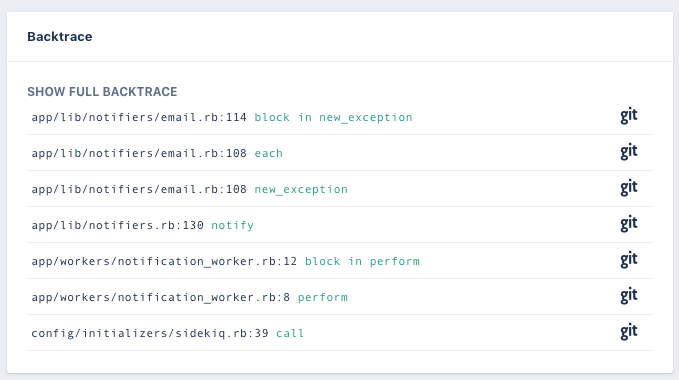 Backtrace
SHOW FULL BACKTRACE
app/lib/notifiers/email.rb:114 block in new_exception git
app/lib/notifiers/email.rb:108 each git
app/lib/notifiers/email.rb:108 new_exception git
app/lib/notifiers.rb:130 notify git
app/workers/notification_worker.rb:12 block in perform git
app/workers/notification_worker.rb:8 perform git
config/initializers/sidekiq.rb:39 call git